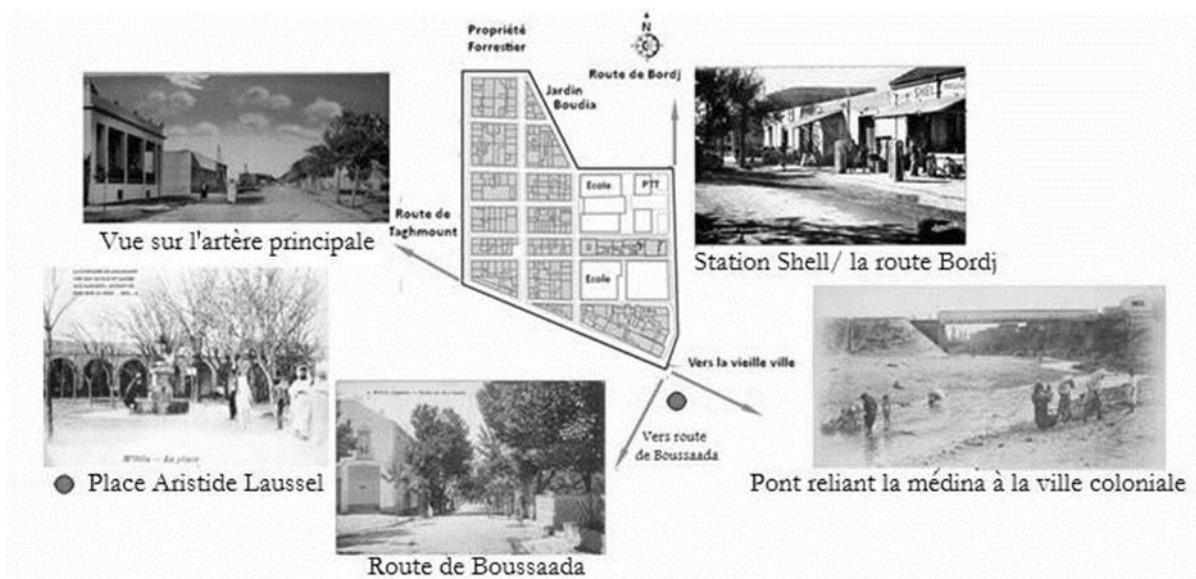 Propriété
Forrestier
N
Route de Bordj
Jardin
Boudia
SHELL
Ecole
PTT
Route de
Taghmount
Vue sur l'artère principale
Station Shell/ la route Bordj
Ecole
Vers la vieille ville
Vers route
de Boussaada
La place
Place Aristide Laussel
Pont reliant la médina à la ville coloniale
Route de Boussaada